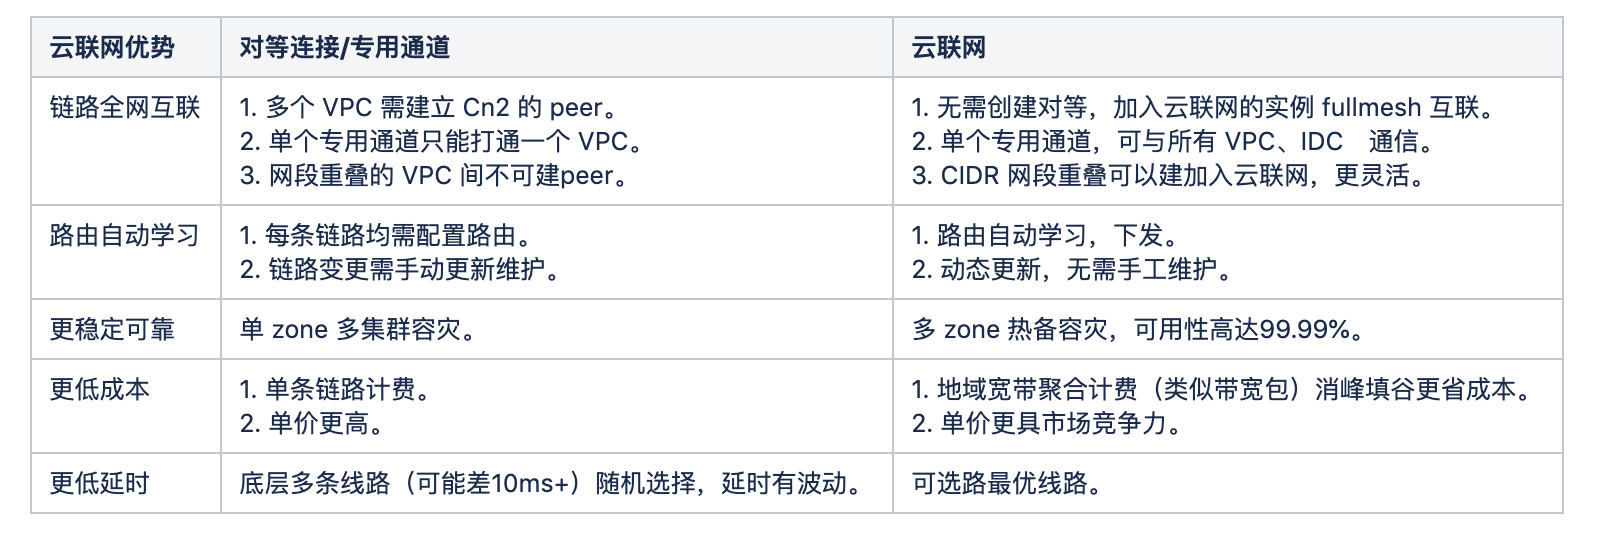 云联网优势
对等连接/专用通道
云联网
链路全网互联
1. 多个 VPC 需建立 Cn2 的 peer。
2. 单个专用通道只能打通一个 VPC。
3. 网段重叠的 VPC 间不可建peer。
1. 无需创建对等，加入云联网的实例 fullmesh 互联。
2. 单个专用通道，可与所有 VPC、IDC　通信。
3. CIDR 网段重叠可以建加入云联网，更灵活。
路由自动学习
1. 每条链路均需配置路由。
2. 链路变更需手动更新维护。
1. 路由自动学习，下发。
2. 动态更新，无需手工维护。
更稳定可靠
单 zone 多集群容灾。
多 zone 热备容灾，可用性高达99.99%。
更低成本
1. 单条链路计费。
2. 单价更高。
1. 地域宽带聚合计费（类似带宽包）消峰填谷更省成本。
2. 单价更具市场竞争力。
更低延时
底层多条线路（可能差10ms+）随机选择，延时有波动。
可选路最优线路。